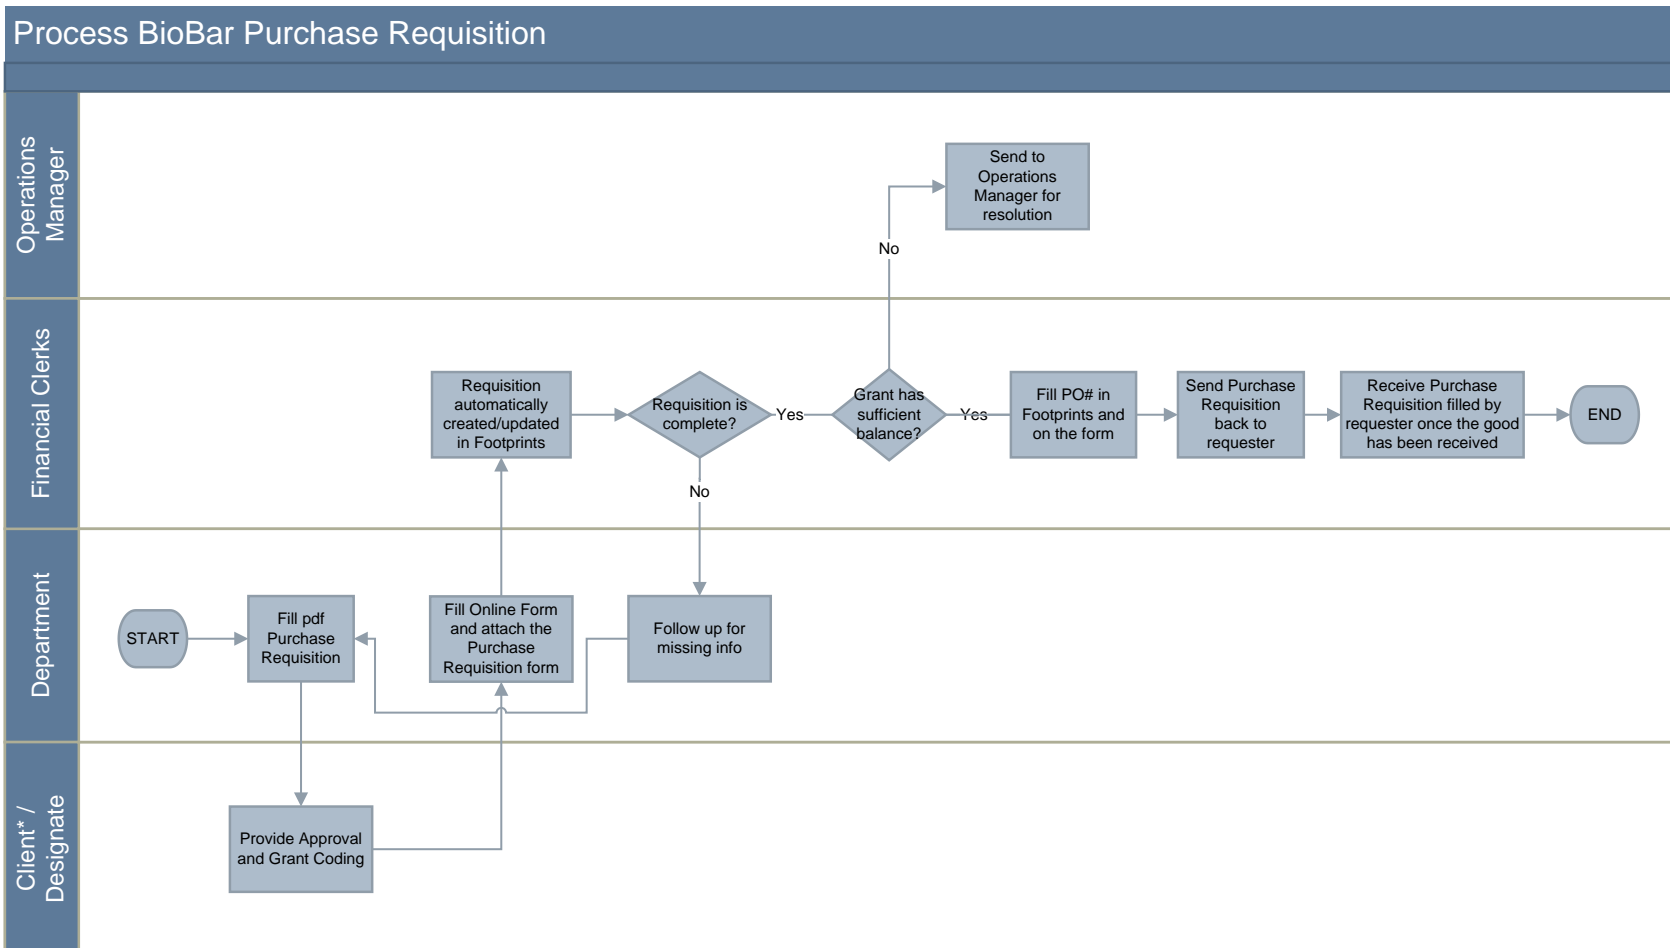 Process BioBar Purchase Requisition
Operations
Manager
Send to
Operations
Manager for
resolution
No
Financial Clerks
Requisition
automatically
created/updated
in Footprints
Requisition is
complete?
Yes
Grant has
sufficient
balance?
Yes
Fill PO# in
Footprints and
on the form
Send Purchase
Requisition
back to
requester
Receive Purchase
Requisition filled by
requester once the good
has been received
END
No
Department
START
Fill pdf
Purchase
Requisition
Fill Online Form
and attach the
Purchase
Requisition form
Follow up for
missing info
Client* /
Designate
Provide Approval
and Grant Coding